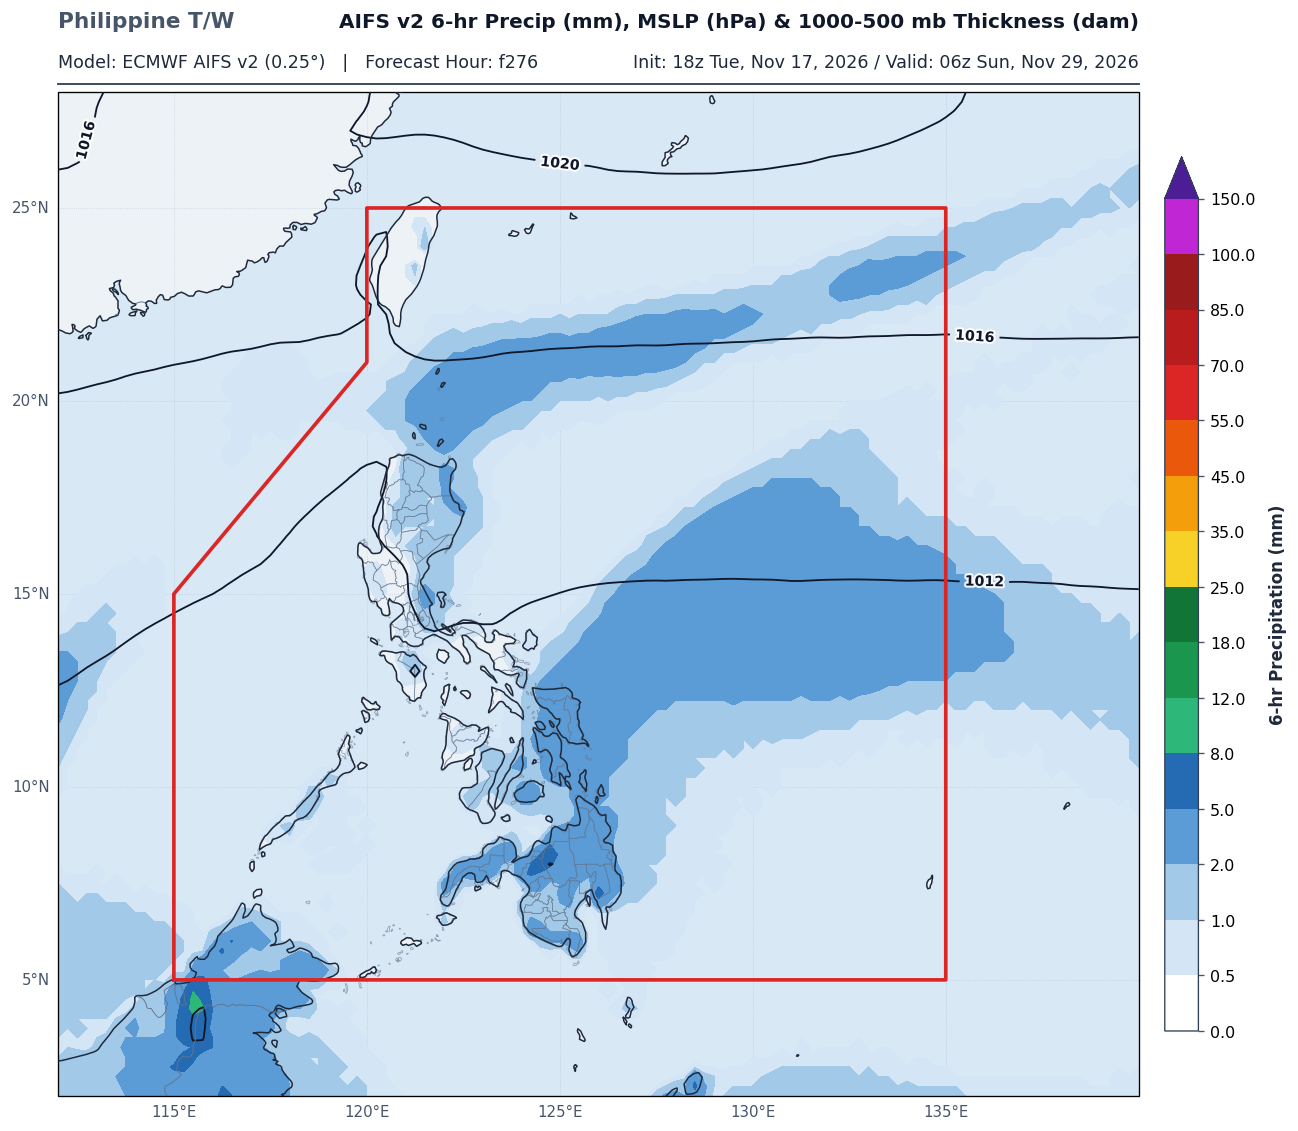 Philippine T/W
AIFS v2 6-hr Precip (mm), MSLP (hPa) & 1000-500 mb Thickness (dam)
Model: ECMWF AIFS v2 (0.25°) | Forecast Hour: f276
Init: 18z Tue, Nov 17, 2026 / Valid: 06z Sun, Nov 29, 2026
1016
1020
1016
1012
25°N
20°N
15°N
10°N
5°N
115°E
120°E
125°E
130°E
135°E
150.0
100.0
85.0
70.0
55.0
45.0
35.0
25.0
18.0
12.0
8.0
5.0
2.0
1.0
0.5
0.0
6-hr Precipitation (mm)